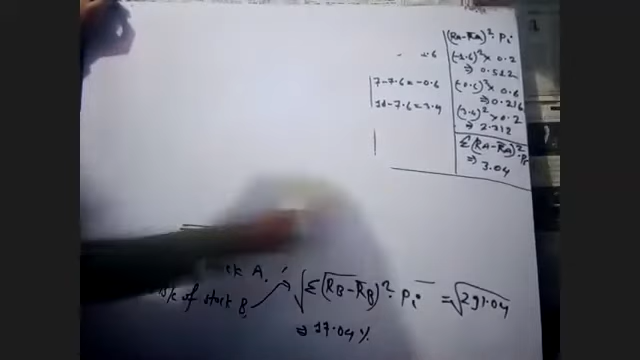 (RA-R̅A)²· Pi
(-1.6)² x 0.2
⇒ 0.512
7-7.6=-0.6
(-0.6)² x 0.6
⇒ 0.216
11-7.6=3.4
(3.4)² x 0.2
⇒ 2.312
Σ(RA-R̅A)²·Pi
⇒ 3.04
ck A,
of stock B,
√Σ(RB-R̅B)²· Pi = √291.04
⇒ 17.04%